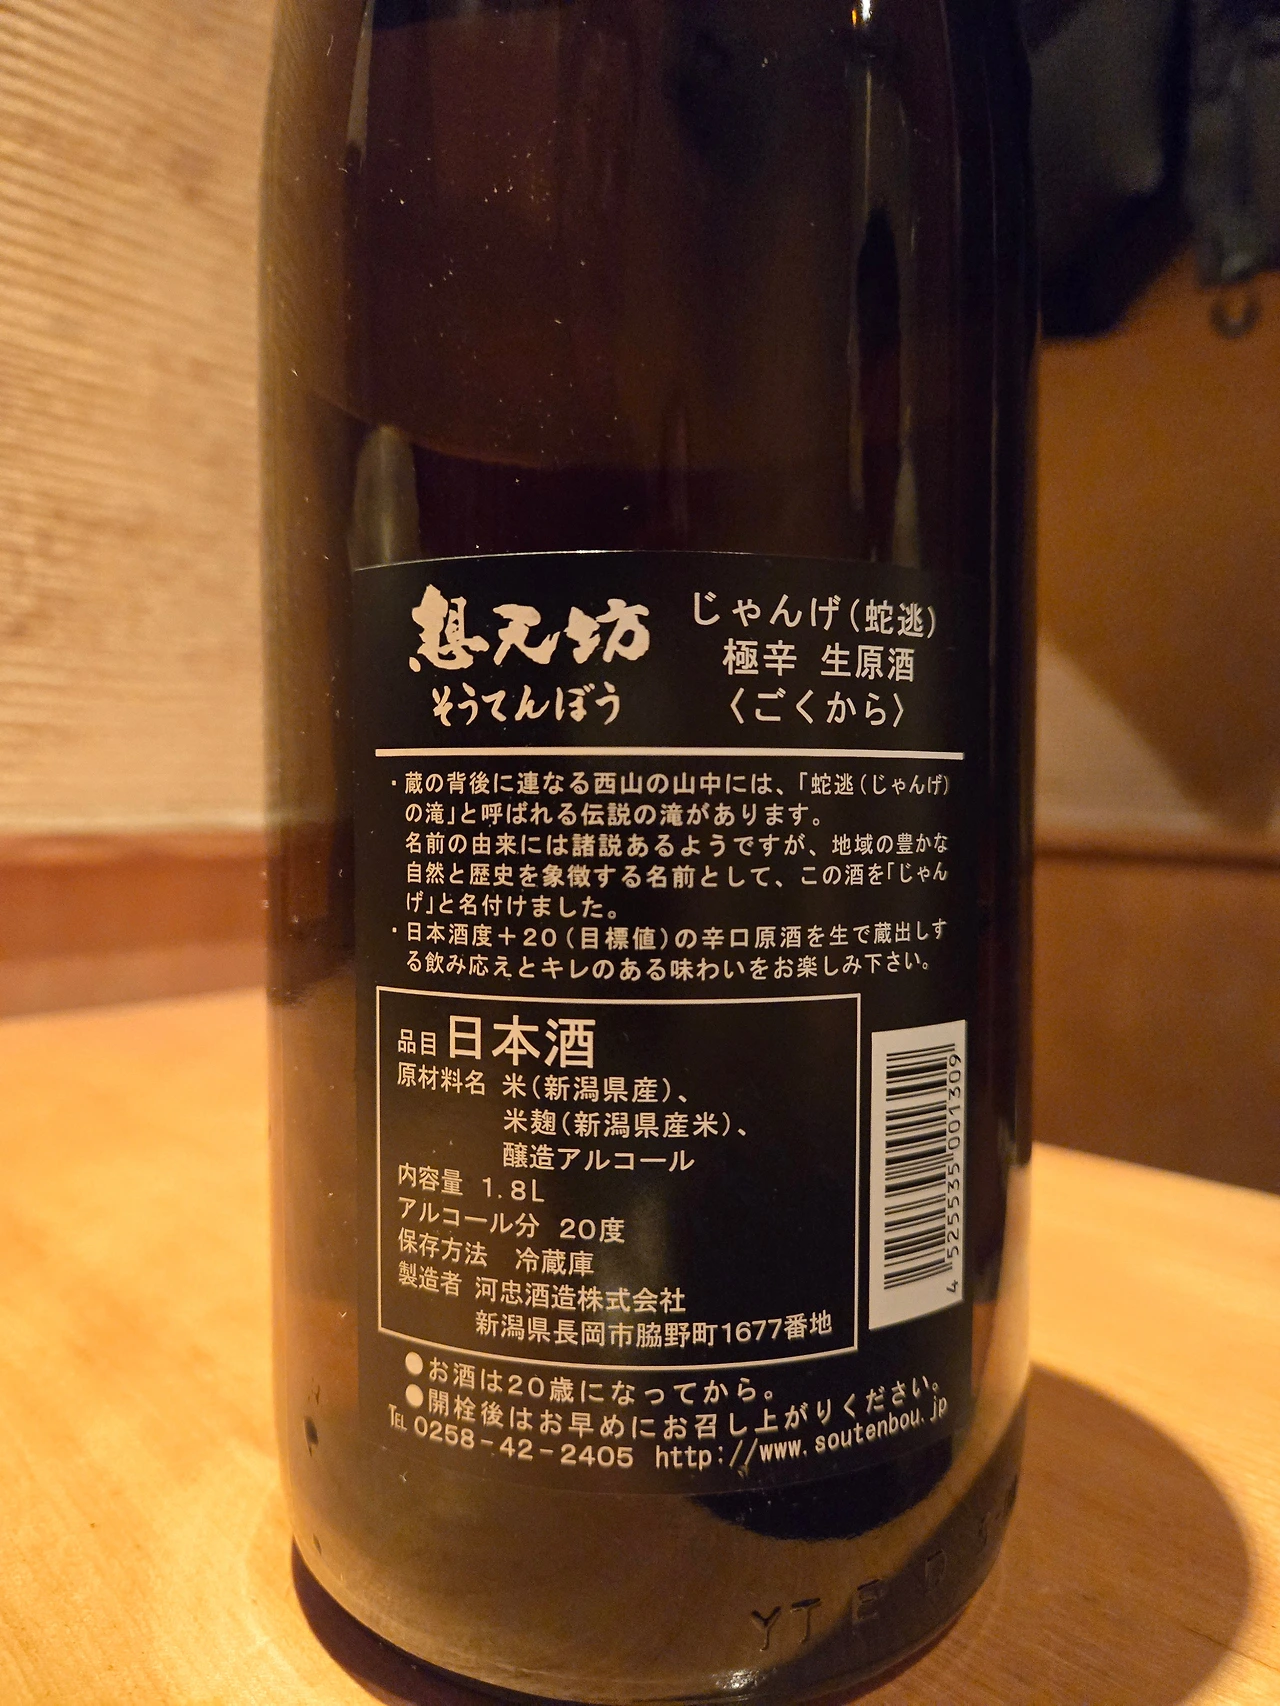 想天坊
そうてんぼう
じゃんげ(蛇逃)
極辛 生原酒
〈ごくから〉
・蔵の背後に連なる西山の山中には、「蛇逃(じゃんげ)
の滝」と呼ばれる伝説の滝があります。
名前の由来には諸説あるようですが、地域の豊かな
自然と歴史を象徴する名前として、この酒を「じゃん
げ」と名付けました。
・日本酒度＋20(目標値)の辛口原酒を生で蔵出しす
る飲み応えとキレのある味わいをお楽しみ下さい。
品目 日本酒
原材料名 米(新潟県産)、
米麹(新潟県産米)、
醸造アルコール
内容量 1.8L
アルコール分 20度
保存方法 冷蔵庫
製造者 河忠酒造株式会社
新潟県長岡市脇野町1677番地
4 525535 001309
●お酒は20歳になってから。
●開栓後はお早めにお召し上がりください。
℡ 0258-42-2405 http://www.soutenbou.jp